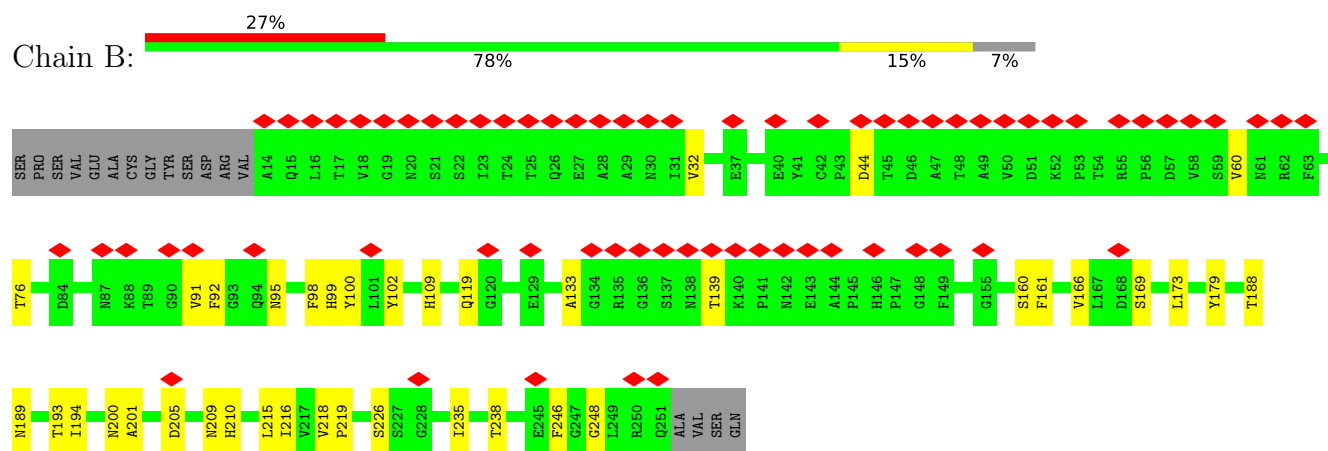 27%
Chain B:
78% 15% 7%
SER PRO SER VAL GLU ALA CYS GLY TYR SER ASP ARG VAL A14 Q15 L16 T17 V18 G19 N20 S21 S22 I23 T24 T25 Q26 E27 A28 A29 N30 I31 V32 E37 E40 Y41 C42 P43 D44 T45 D46 A47 T48 A49 V50 D51 K52 P53 T54 R55 P56 D57 V58 S59 V60 N61 R62 F63
T76 D84 N87 K88 T89 G90 V91 F92 G93 Q94 N95 F98 H99 Y100 L101 Y102 H109 Q119 G120 E129 A133 G134 R135 G136 S137 N138 T139 K140 P141 N142 E143 A144 P145 H146 P147 G148 F149 G155 S160 F161 V166 L167 D168 S169 L173 Y179 T188
N189 T193 I194 N200 A201 D205 N209 H210 L215 I216 V217 V218 P219 S226 S227 G228 I235 T238 E245 F246 G247 G248 L249 R250 Q251 ALA VAL SER GLN